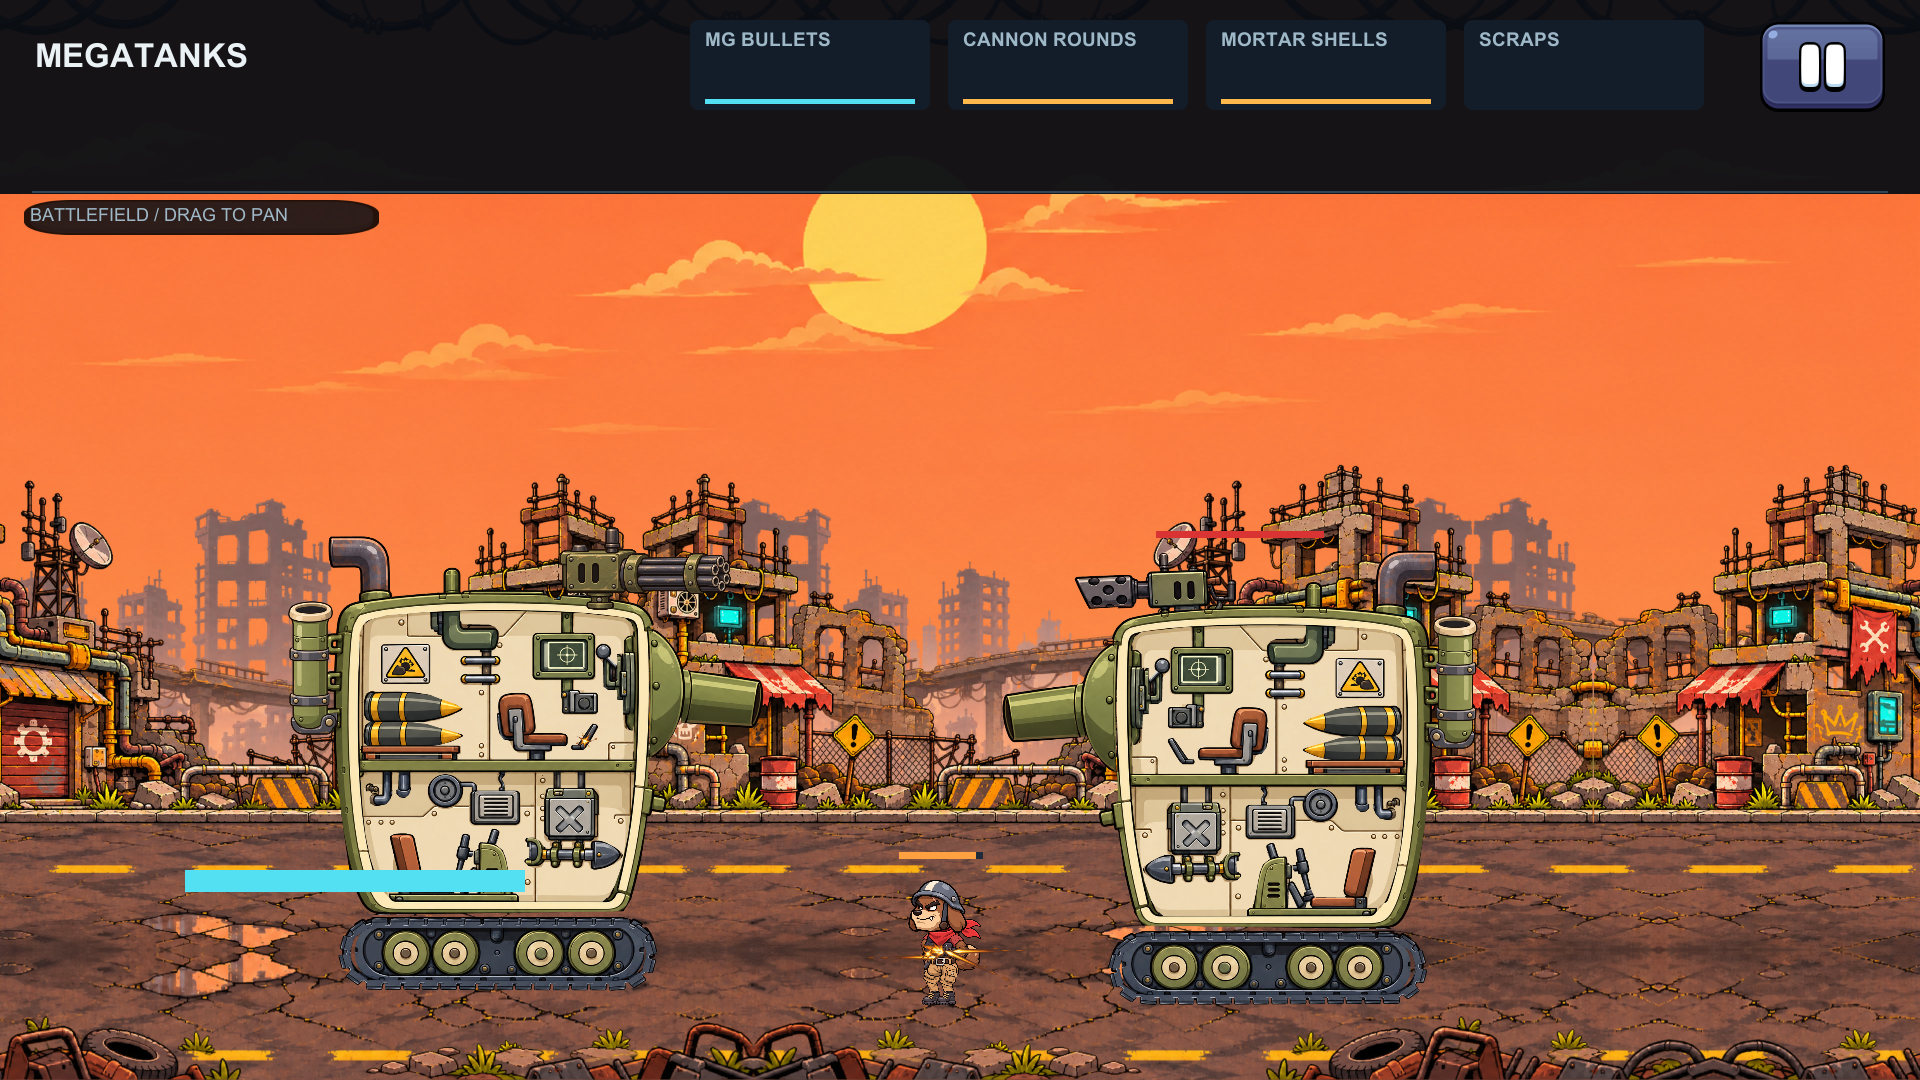 MEGATANKS
MG BULLETS
CANNON ROUNDS
MORTAR SHELLS
SCRAPS
BATTLEFIELD / DRAG TO PAN